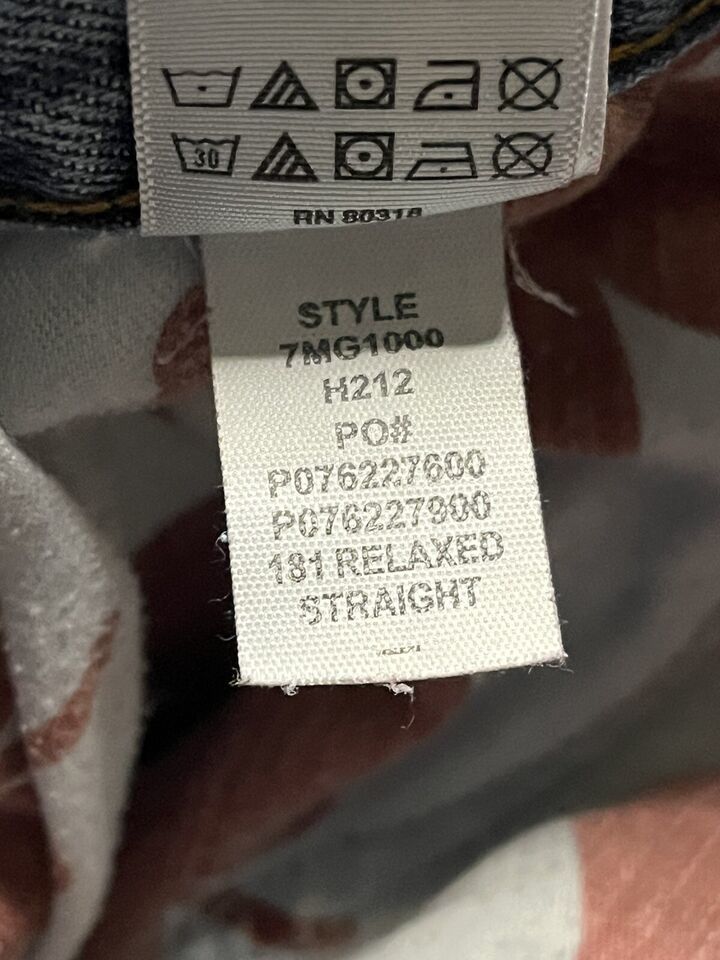 30
RN 80318
STYLE
7MG1000
H212
PO#
P076227600
P076227900
181 RELAXED
STRAIGHT